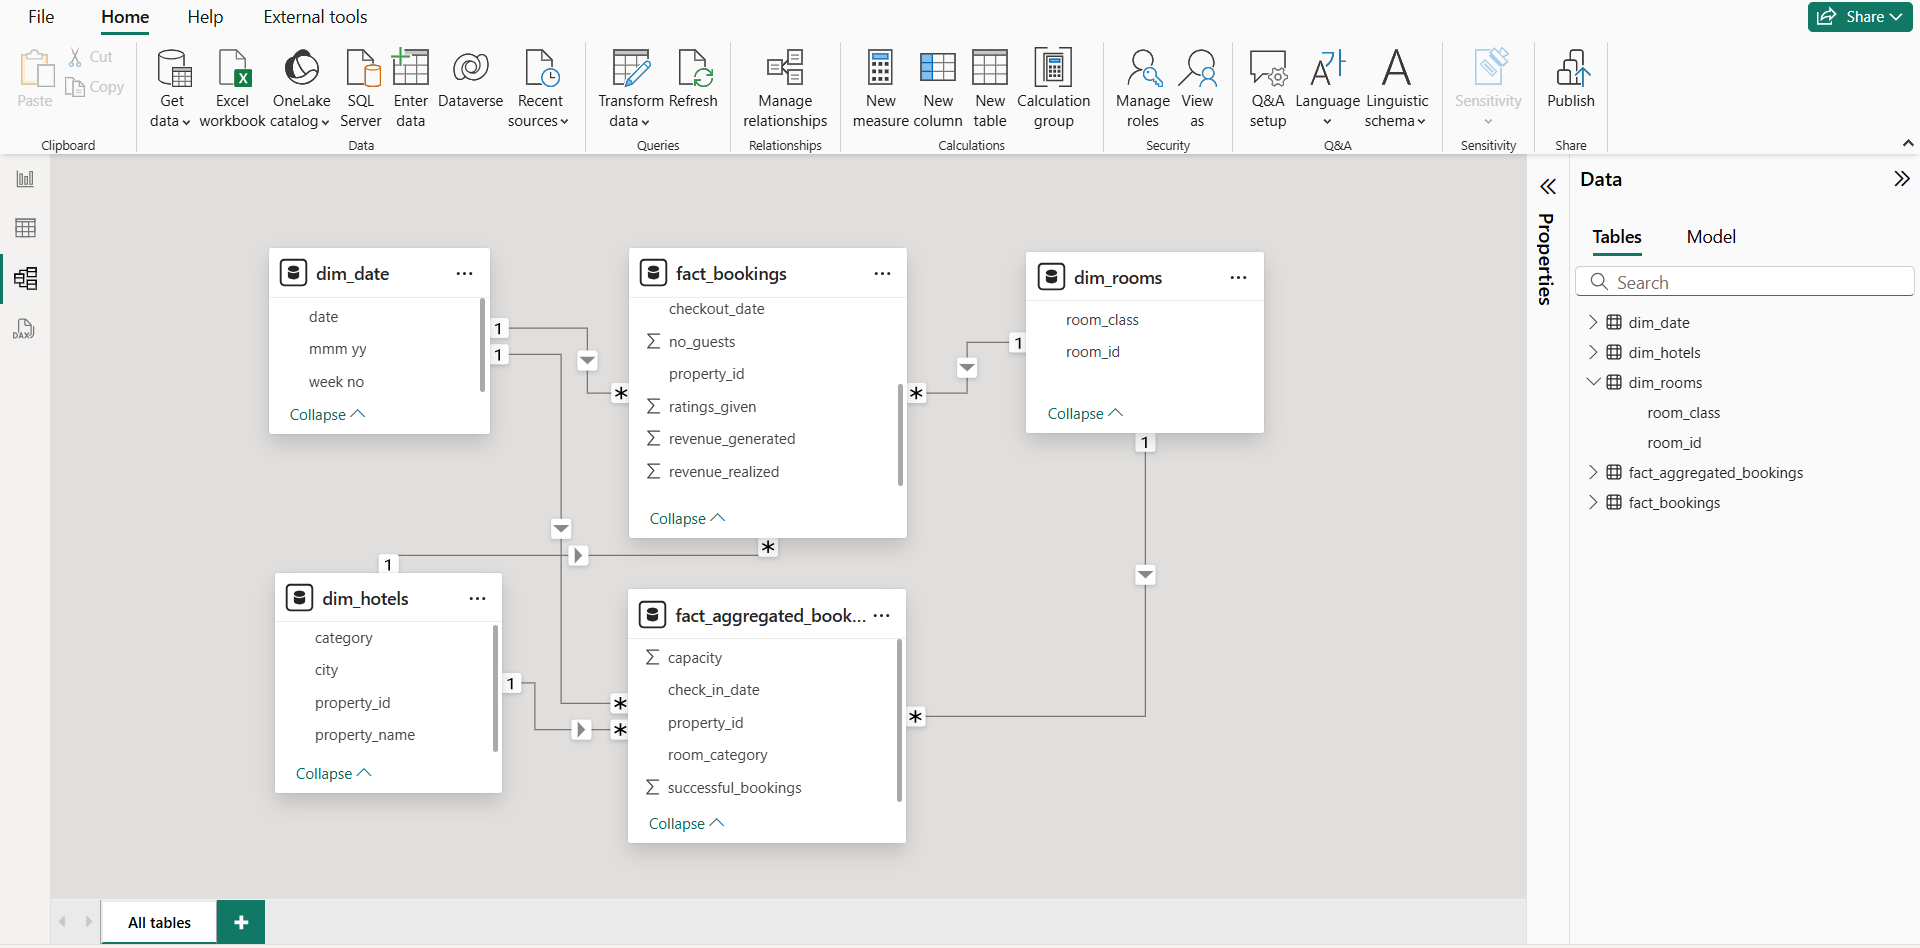 File Home Help External tools
Share
Paste
Cut
Copy
Clipboard
Get data
Excel workbook
OneLake catalog
SQL Server
Enter data
Dataverse
Recent sources
Data
Transform data
Refresh
Queries
Manage relationships
Relationships
New measure
New column
New table
Calculation group
Calculations
Manage roles
View as
Security
Q&A setup
Language
Linguistic schema
Q&A
Sensitivity
Sensitivity
Publish
Share
DAX
dim_date
date
mmm yy
week no
Collapse
1
1
fact_bookings
checkout_date
∑ no_guests
property_id
∑ ratings_given
∑ revenue_generated
∑ revenue_realized
Collapse
*
*
*
dim_rooms
room_class
room_id
Collapse
1
1
dim_hotels
category
city
property_id
property_name
Collapse
1
1
fact_aggregated_book...
∑ capacity
check_in_date
property_id
room_category
∑ successful_bookings
Collapse
*
*
*
All tables
+
Properties
Data
Tables Model
Search
dim_date
dim_hotels
dim_rooms
room_class
room_id
fact_aggregated_bookings
fact_bookings